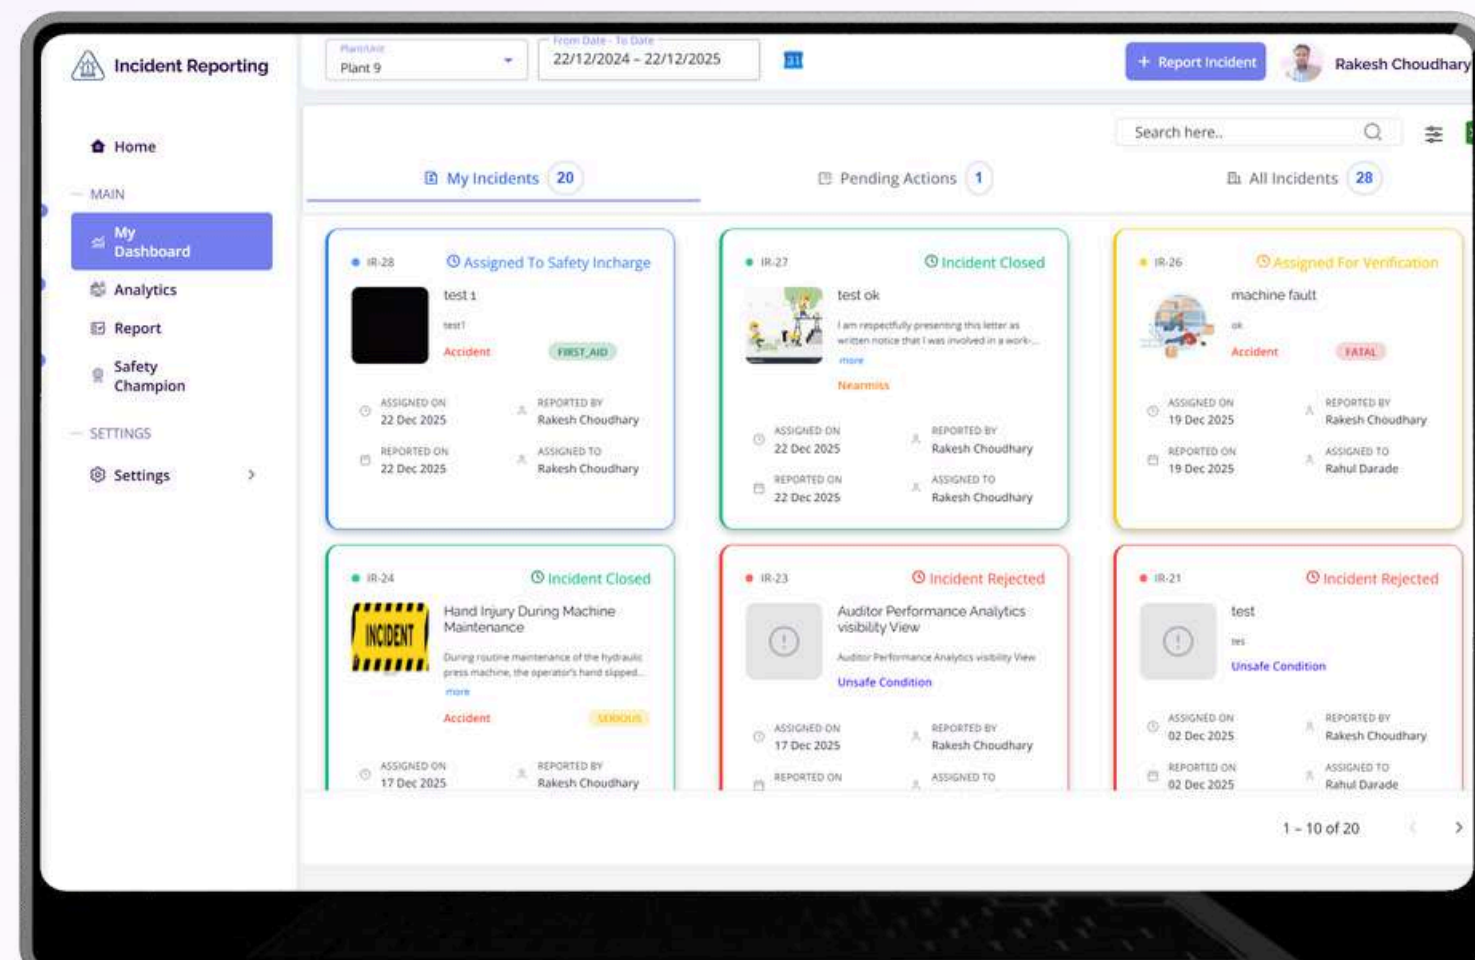 Incident Reporting
Plant/Unit
Plant 9
From Date - To Date
22/12/2024 – 22/12/2025
31
+ Report Incident
Rakesh Choudhary
Home
MAIN
My
Dashboard
Analytics
Report
Safety
Champion
SETTINGS
Settings
Search here..
My Incidents 20
Pending Actions 1
All Incidents 28
IR-28
Assigned To Safety Incharge
test 1
test1
Accident
FIRST_AID
ASSIGNED ON
22 Dec 2025
REPORTED BY
Rakesh Choudhary
REPORTED ON
22 Dec 2025
ASSIGNED TO
Rakesh Choudhary
IR-27
Incident Closed
test ok
I am respectfully presenting this letter as
written notice that I was involved in a work-...
more
Nearmiss
ASSIGNED ON
22 Dec 2025
REPORTED BY
Rakesh Choudhary
REPORTED ON
22 Dec 2025
ASSIGNED TO
Rakesh Choudhary
IR-26
Assigned For Verification
machine fault
ok
Accident
FATAL
ASSIGNED ON
19 Dec 2025
REPORTED BY
Rakesh Choudhary
REPORTED ON
19 Dec 2025
ASSIGNED TO
Rahul Darade
IR-24
Incident Closed
INCIDENT
Hand Injury During Machine
Maintenance
During routine maintenance of the hydraulic
press machine, the operator's hand slipped...
more
Accident
SERIOUS
ASSIGNED ON
17 Dec 2025
REPORTED BY
Rakesh Choudhary
IR-23
Incident Rejected
Auditor Performance Analytics
visibility View
Auditor Performance Analytics visibility View
Unsafe Condition
ASSIGNED ON
17 Dec 2025
REPORTED BY
Rakesh Choudhary
REPORTED ON
ASSIGNED TO
IR-21
Incident Rejected
test
tes
Unsafe Condition
ASSIGNED ON
02 Dec 2025
REPORTED BY
Rakesh Choudhary
REPORTED ON
02 Dec 2025
ASSIGNED TO
Rahul Darade
1 – 10 of 20